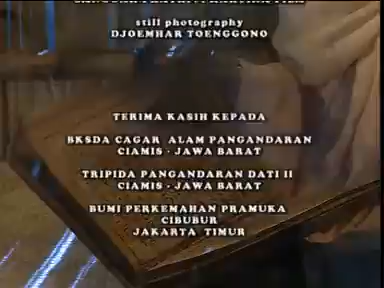 still photography
DJOEMHAR TOENGGONO
TERIMA KASIH KEPADA
BKSDA CAGAR ALAM PANGANDARAN
CIAMIS - JAWA BARAT
TRIPIDA PANGANDARAN DATI II
CIAMIS - JAWA BARAT
BUMI PERKEMAHAN PRAMUKA
CIBUBUR
JAKARTA TIMUR